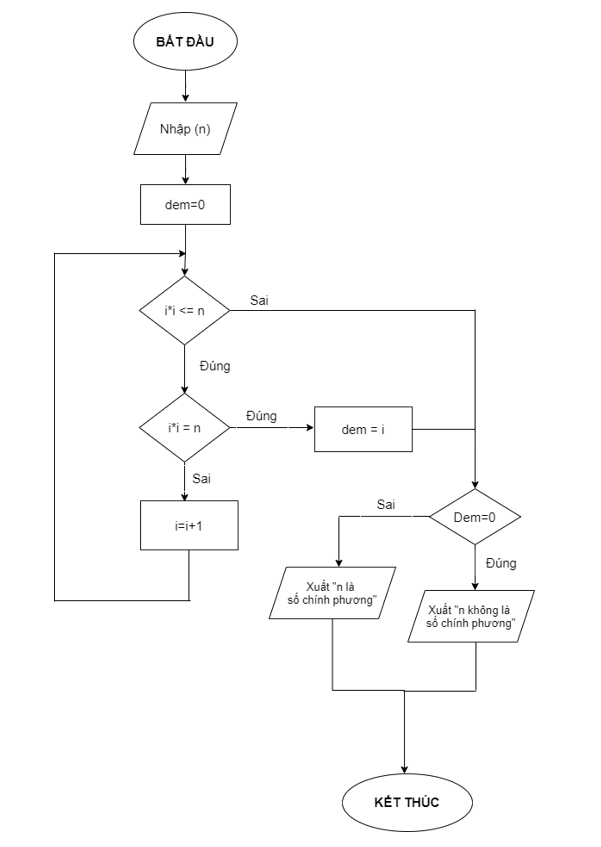 BẤT ĐẦU
Nhập (n)
dem=0
i*i <= n
Sai
Đúng
i*i = n
Đúng
dem = i
Sai
i=i+1
Dem=0
Sai
Đúng
Xuất "n là
số chính phương"
Xuất "n không là
số chính phương"
KẾT THÚC